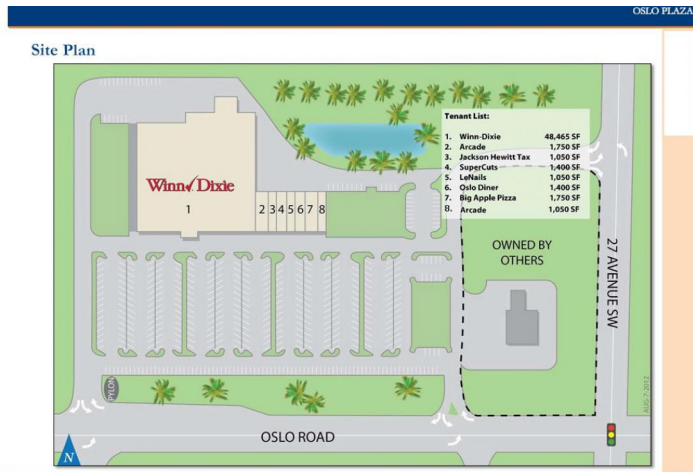 OSLO PLAZA
Site Plan
Tenant List:
1. Winn-Dixie 48,465 SF
2. Arcade 1,750 SF
3. Jackson Hewitt Tax 1,050 SF
4. SuperCuts 1,400 SF
5. LeNails 1,050 SF
6. Oslo Diner 1,400 SF
7. Big Apple Pizza 1,750 SF
8. Arcade 1,050 SF
Winn Dixie
1
2 3 4 5 6 7 8
OWNED BY
OTHERS
27 AVENUE SW
PYLON
AUG-7-2012
OSLO ROAD
N